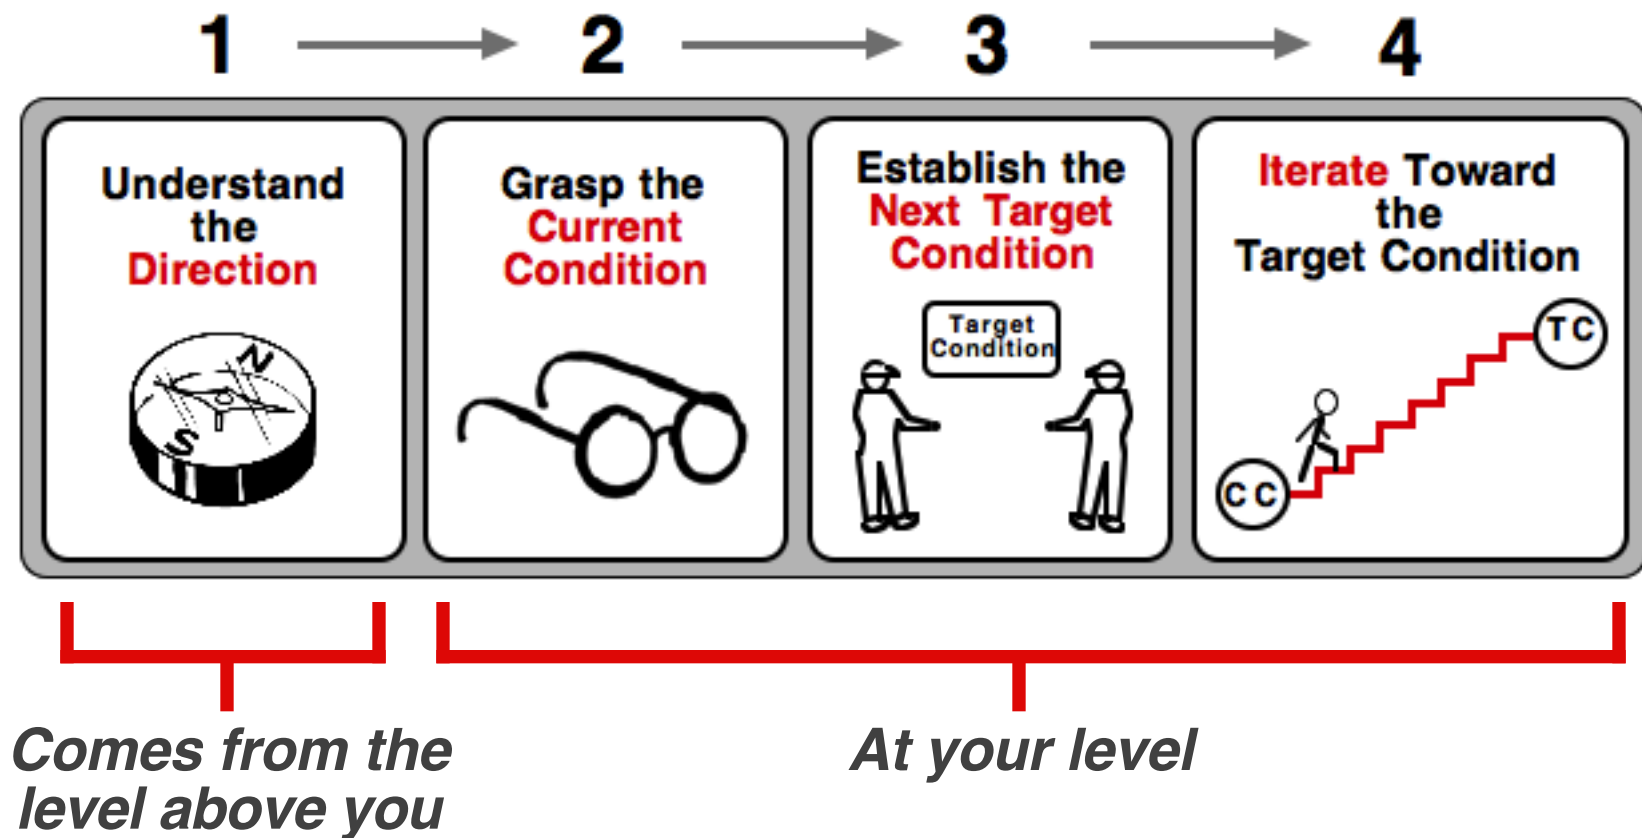 1 2 3 4
Understand
the
Direction
Grasp the
Current
Condition
Establish the
Next Target
Condition
Target
Condition
Iterate Toward
the
Target Condition
N
S
CC
TC
Comes from the
level above you
At your level